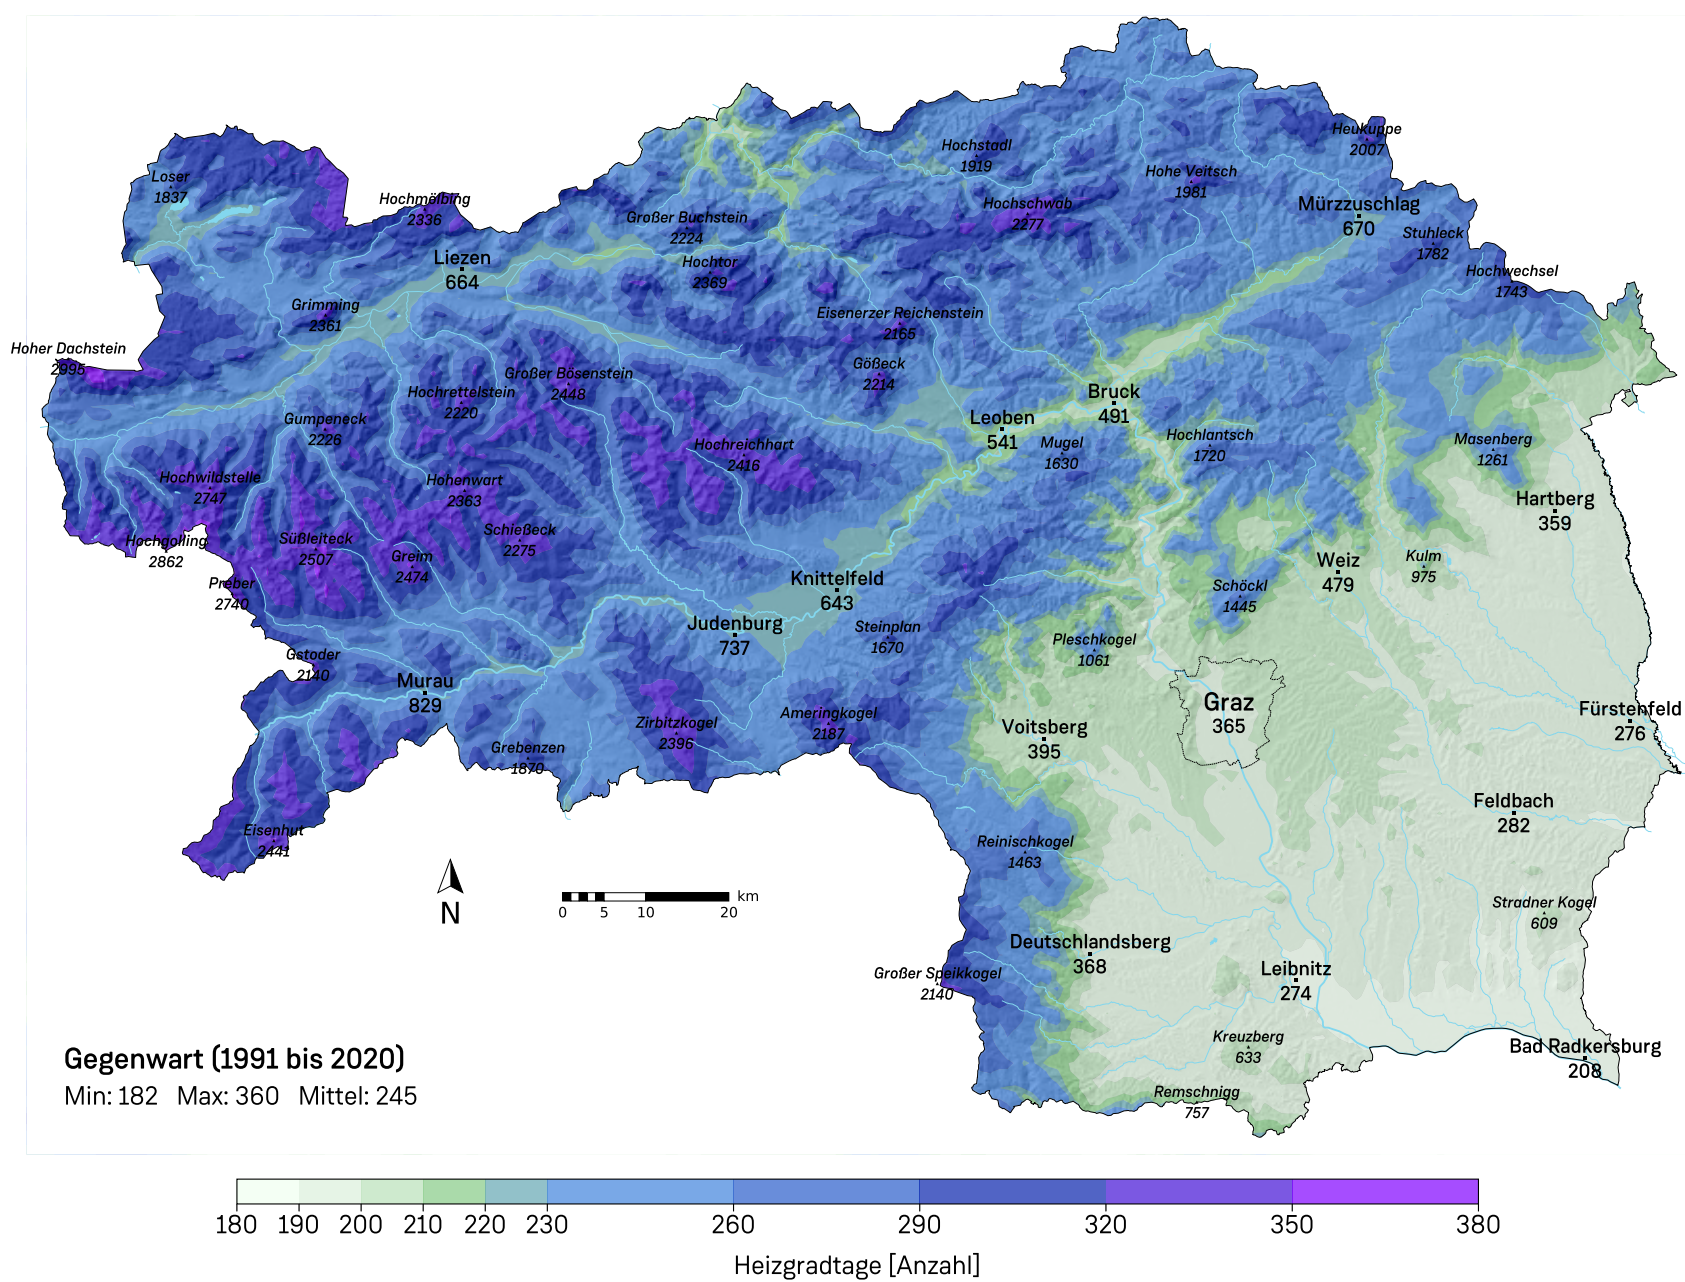 Heukuppe
2007
Hochstadl
1919
Hohe Veitsch
1981
Loser
1837
Hochmölbing
2336
Hochschwab
2277
Mürzzuschlag
670
Großer Buchstein
2224
Stuhleck
1782
Liezen
664
Hochtor
2369
Hochwechsel
1743
Grimming
2361
Eisenerzer Reichenstein
2165
Hoher Dachstein
2995
Großer Bösenstein
2448
Gößeck
2214
Hochrettelstein
2220
Bruck
491
Gumpeneck
2226
Leoben
541
Hochlantsch
1720
Mugel
1630
Hochreichhart
2416
Masenberg
1261
Hochwildstelle
2747
Hohenwart
2363
Hartberg
359
Schießeck
2275
Süßleiteck
2507
Hochgolling
2862
Greim
2474
Weiz
479
Kulm
975
Preber
2740
Knittelfeld
643
Schöckl
1445
Judenburg
737
Steinplan
1670
Pleschkogel
1061
Gstoder
2140
Murau
829
Graz
365
Zirbitzkogel
2396
Ameringkogel
2187
Voitsberg
395
Fürstenfeld
276
Grebenzen
1870
Feldbach
282
Eisenhut
2441
Reinischkogel
1463
N
0 5 10 20 km
Stradner Kogel
609
Deutschlandsberg
368
Großer Speikkogel
2140
Leibnitz
274
Kreuzberg
633
Bad Radkersburg
208
Remschnigg
757
Gegenwart (1991 bis 2020)
Min: 182 Max: 360 Mittel: 245
180 190 200 210 220 230 260 290 320 350 380
Heizgradtage [Anzahl]